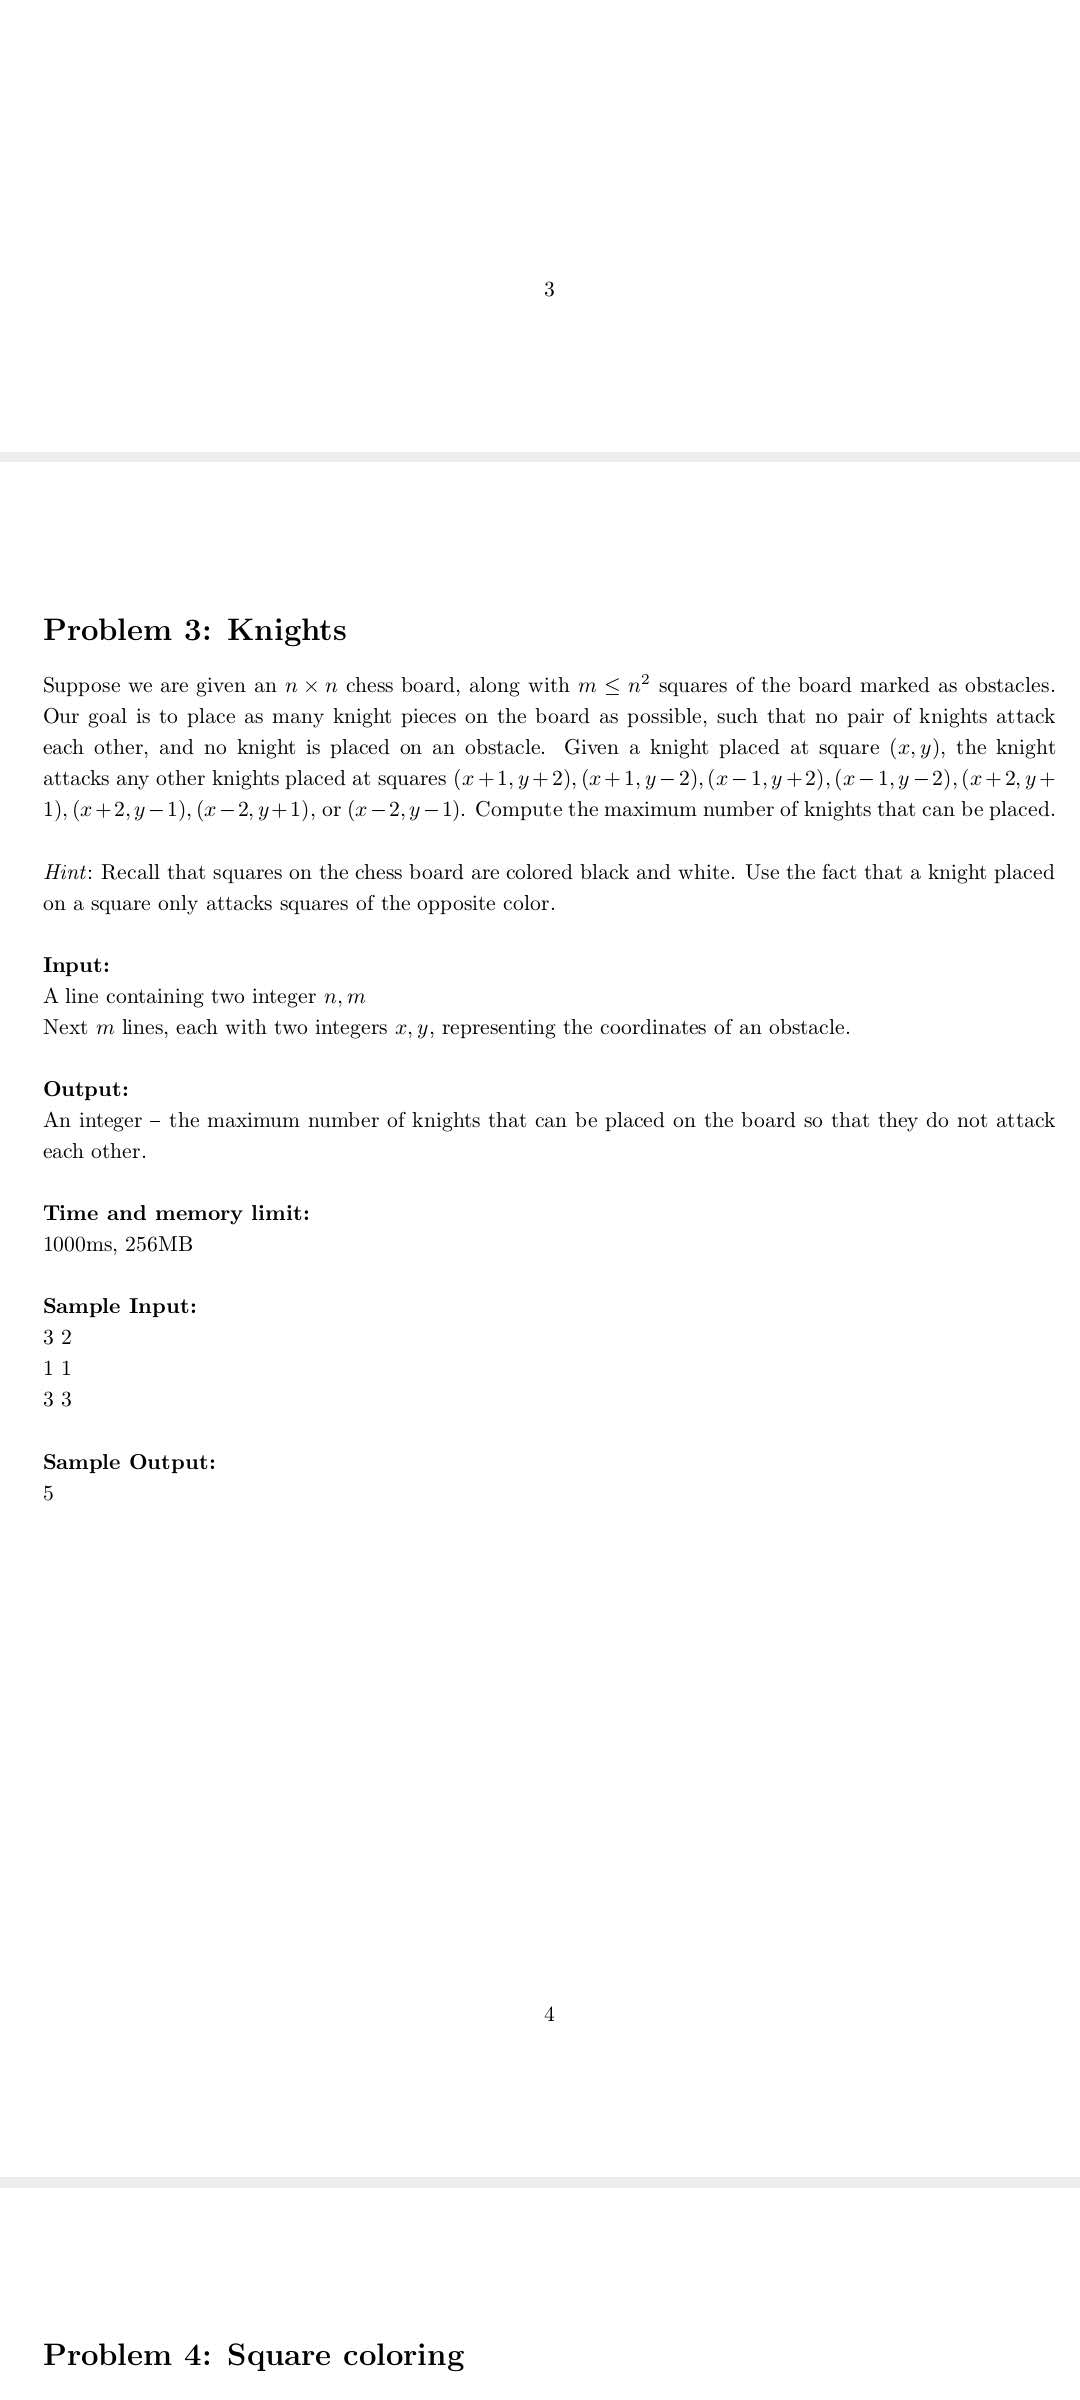 3
Problem 3: Knights
Suppose we are given an n × n chess board, along with m ≤ n² squares of the board marked as obstacles.
Our goal is to place as many knight pieces on the board as possible, such that no pair of knights attack
each other, and no knight is placed on an obstacle. Given a knight placed at square (x, y), the knight
attacks any other knights placed at squares (x+1, y+2), (x+1, y−2), (x−1, y+2), (x−1, y−2), (x+2, y+
1), (x+2, y−1), (x−2, y+1), or (x−2, y−1). Compute the maximum number of knights that can be placed.
Hint: Recall that squares on the chess board are colored black and white. Use the fact that a knight placed
on a square only attacks squares of the opposite color.
Input:
A line containing two integer n, m
Next m lines, each with two integers x, y, representing the coordinates of an obstacle.
Output:
An integer – the maximum number of knights that can be placed on the board so that they do not attack
each other.
Time and memory limit:
1000ms, 256MB
Sample Input:
3 2
1 1
3 3
Sample Output:
5
4
Problem 4: Square coloring